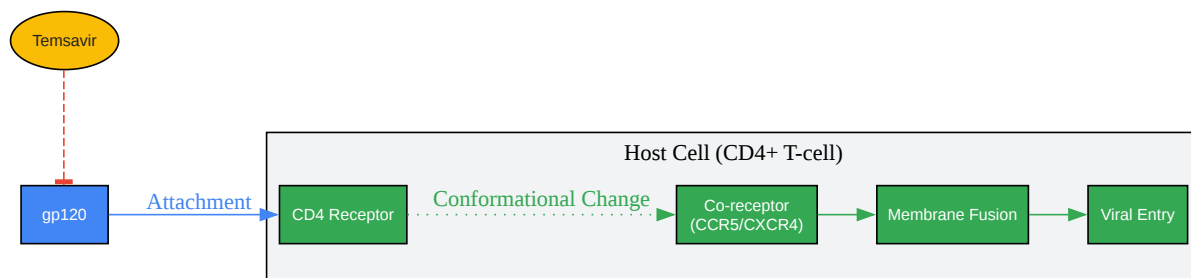 Temsavir
Host Cell (CD4+ T-cell)
gp120
Attachment
CD4 Receptor
Conformational Change
Co-receptor
(CCR5/CXCR4)
Membrane Fusion
Viral Entry